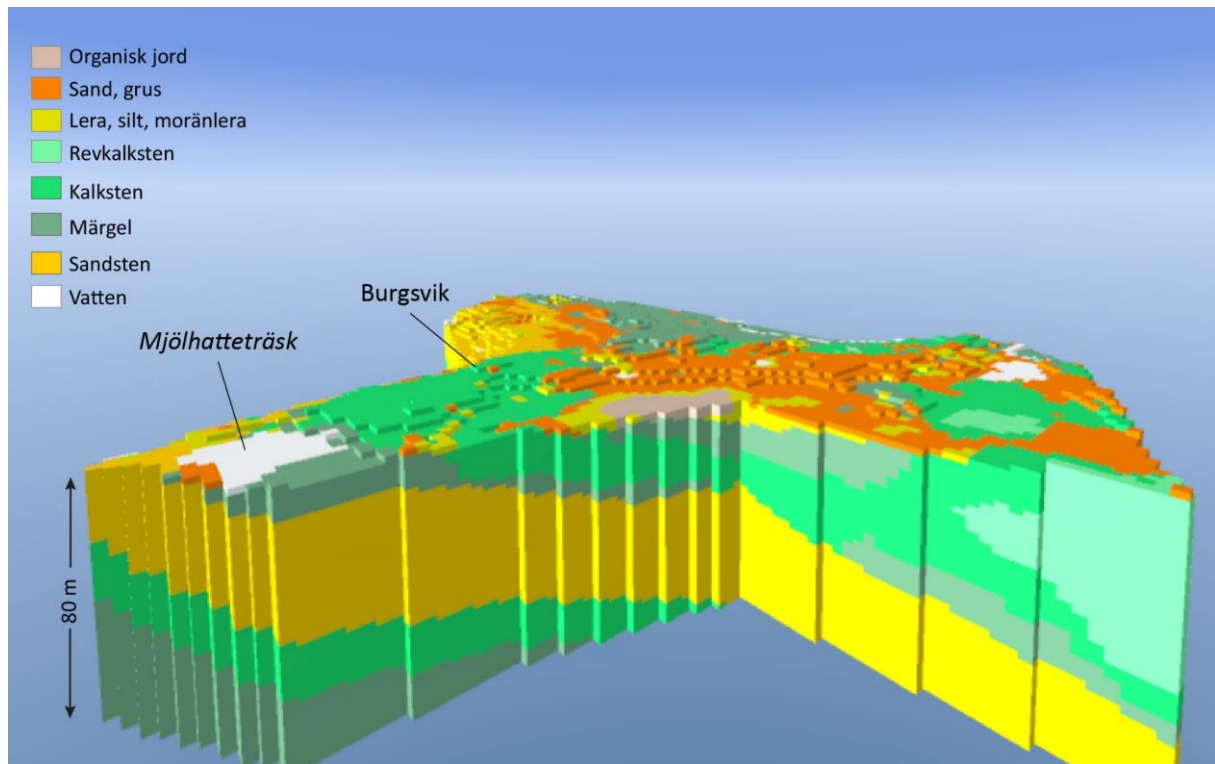 Organisk jord
Sand, grus
Lera, silt, moränlera
Revkalksten
Kalksten
Märgel
Sandsten
Vatten
Burgsvik
Mjölhatteträsk
80 m